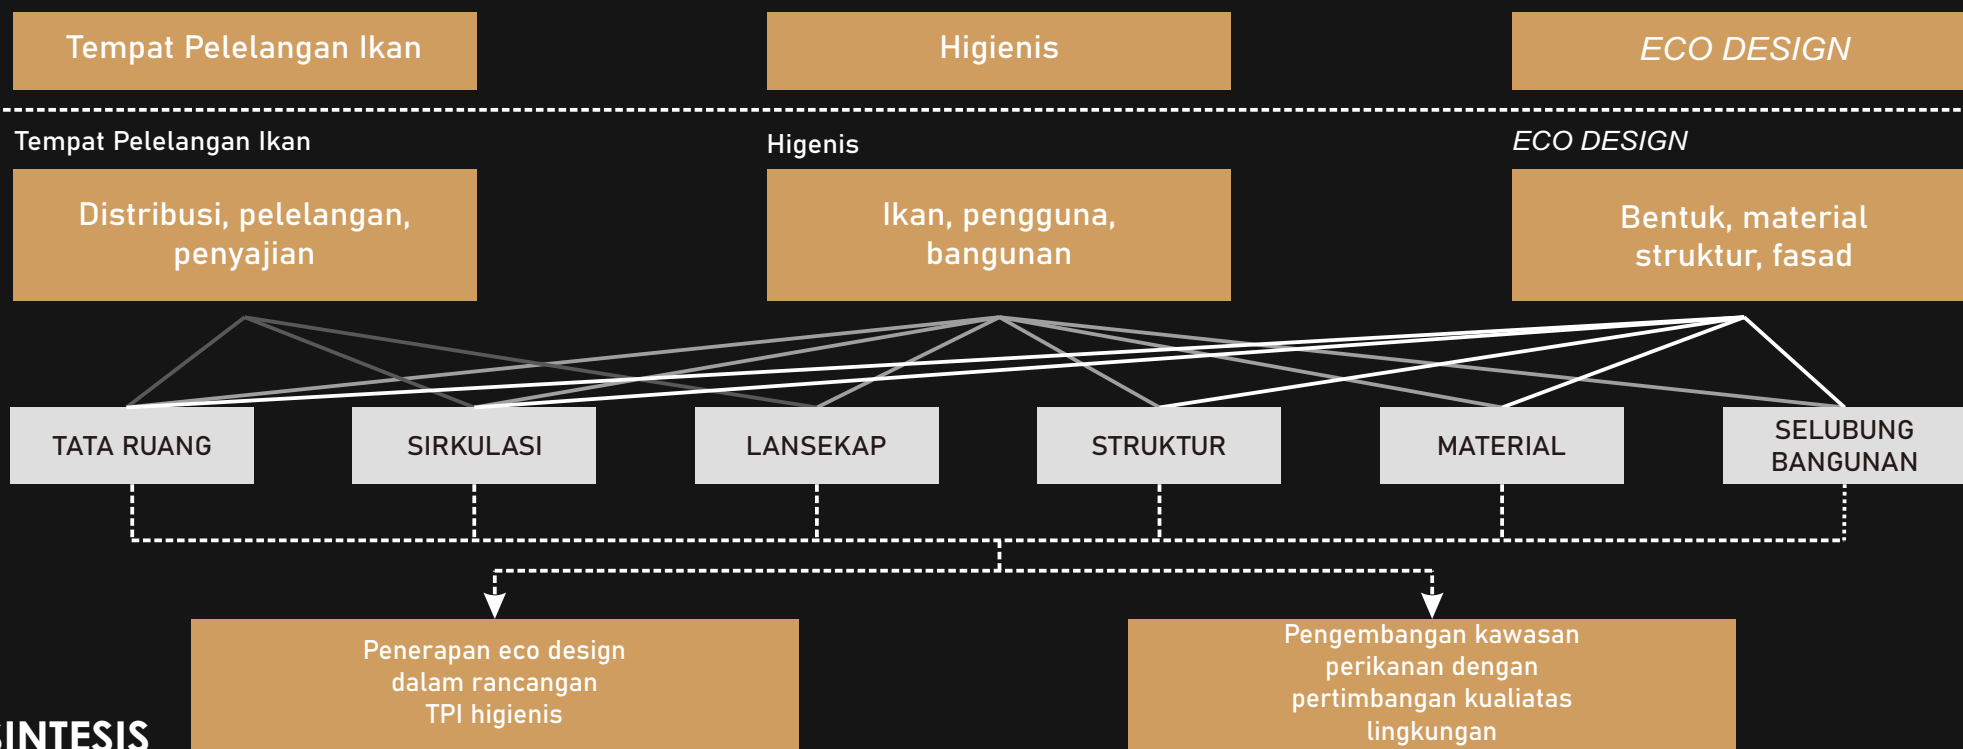 Tempat Pelelangan Ikan
Higienis
ECO DESIGN
Tempat Pelelangan Ikan
Higenis
ECO DESIGN
Distribusi, pelelangan,
penyajian
Ikan, pengguna,
bangunan
Bentuk, material
struktur, fasad
TATA RUANG
SIRKULASI
LANSEKAP
STRUKTUR
MATERIAL
SELUBUNG
BANGUNAN
Penerapan eco design
dalam rancangan
TPI higienis
Pengembangan kawasan
perikanan dengan
pertimbangan kualiatas
lingkungan
SINTESIS